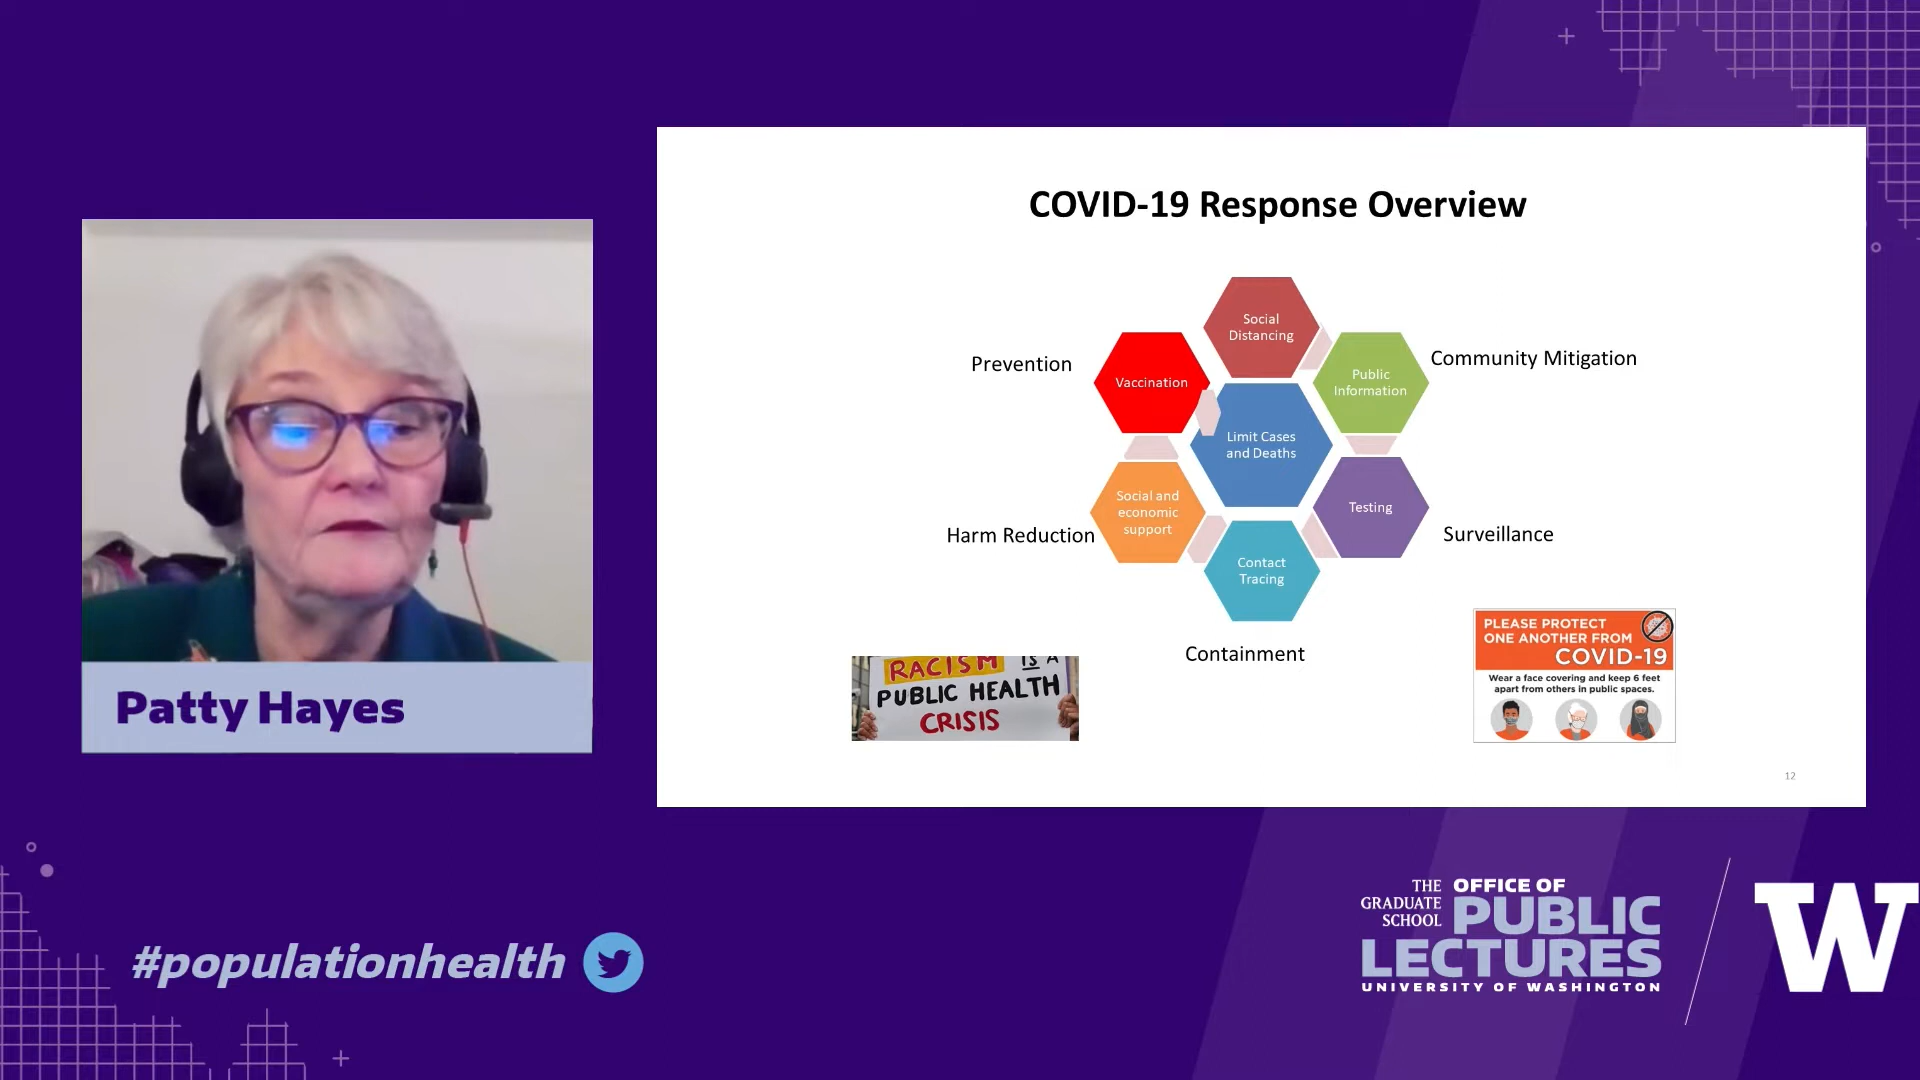 COVID-19 Response Overview
Social
Distancing
Prevention
Vaccination
Public
Information
Community Mitigation
Limit Cases
and Deaths
Social and
economic
support
Harm Reduction
Testing
Surveillance
Contact
Tracing
Containment
RACISM IS A
PUBLIC HEALTH
CRISIS
PLEASE PROTECT
ONE ANOTHER FROM
COVID-19
Wear a face covering and keep 6 feet
apart from others in public spaces.
12
Patty Hayes
#populationhealth
THE
GRADUATE
SCHOOL
OFFICE OF
PUBLIC
LECTURES
UNIVERSITY OF WASHINGTON
W